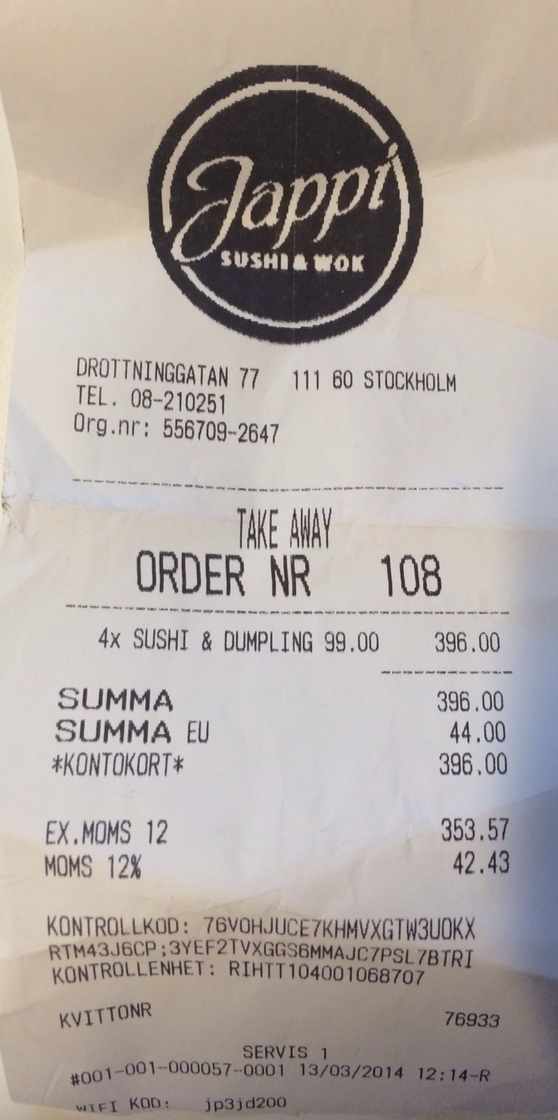 Jappi
SUSHI & WOK
DROTTNINGGATAN 77 111 60 STOCKHOLM
TEL. 08-210251
Org.nr: 556709-2647
TAKE AWAY
ORDER NR 108
4x SUSHI & DUMPLING 99.00 396.00
SUMMA 396.00
SUMMA EU 44.00
*KONTOKORT* 396.00
EX.MOMS 12 353.57
MOMS 12% 42.43
KONTROLLKOD: 76VOHJUCE7KHMVXGTW3UOKX
RTM43J6CP;3YEF2TVXGGS6MMAJC7PSL7BTRI
KONTROLLENHET: RIHTT104001068707
KVITTONR 76933
SERVIS 1
#001-001-000057-0001 13/03/2014 12:14-R
WIFI KOD: jp3jd200